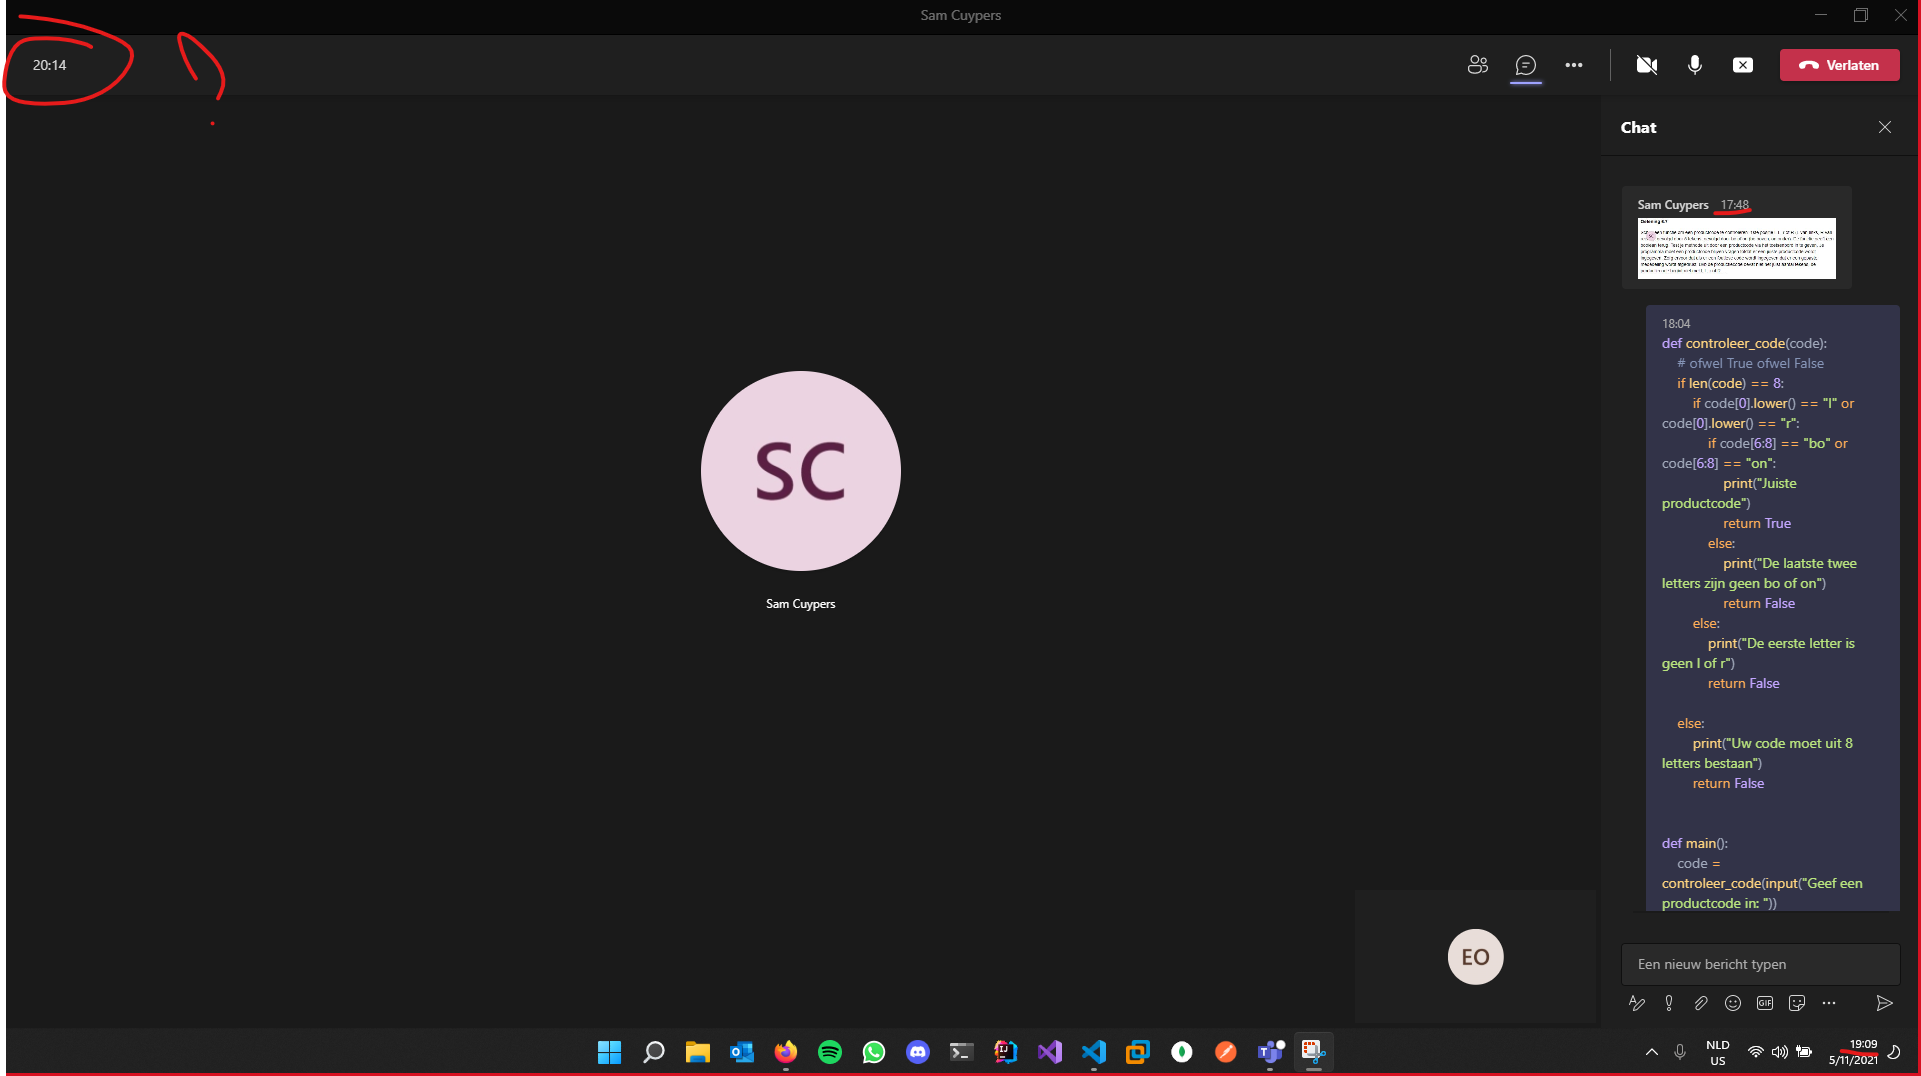 Sam Cuypers
20:14
Verlaten
Chat
Sam Cuypers 17:48
18:04
def controleer_code(code):
# ofwel True ofwel False
if len(code) == 8:
if code[0].lower() == "l" or
code[0].lower() == "r":
if code[6:8] == "bo" or
code[6:8] == "on":
print("Juiste
productcode")
return True
else:
print("De laatste twee
letters zijn geen bo of on")
return False
else:
print("De eerste letter is
geen l of r")
return False
else:
print("Uw code moet uit 8
letters bestaan")
return False
def main():
code =
controleer_code(input("Geef een
productcode in: "))
SC
Sam Cuypers
EO
Een nieuw bericht typen
GIF
NLD
US
19:09
5/11/2021